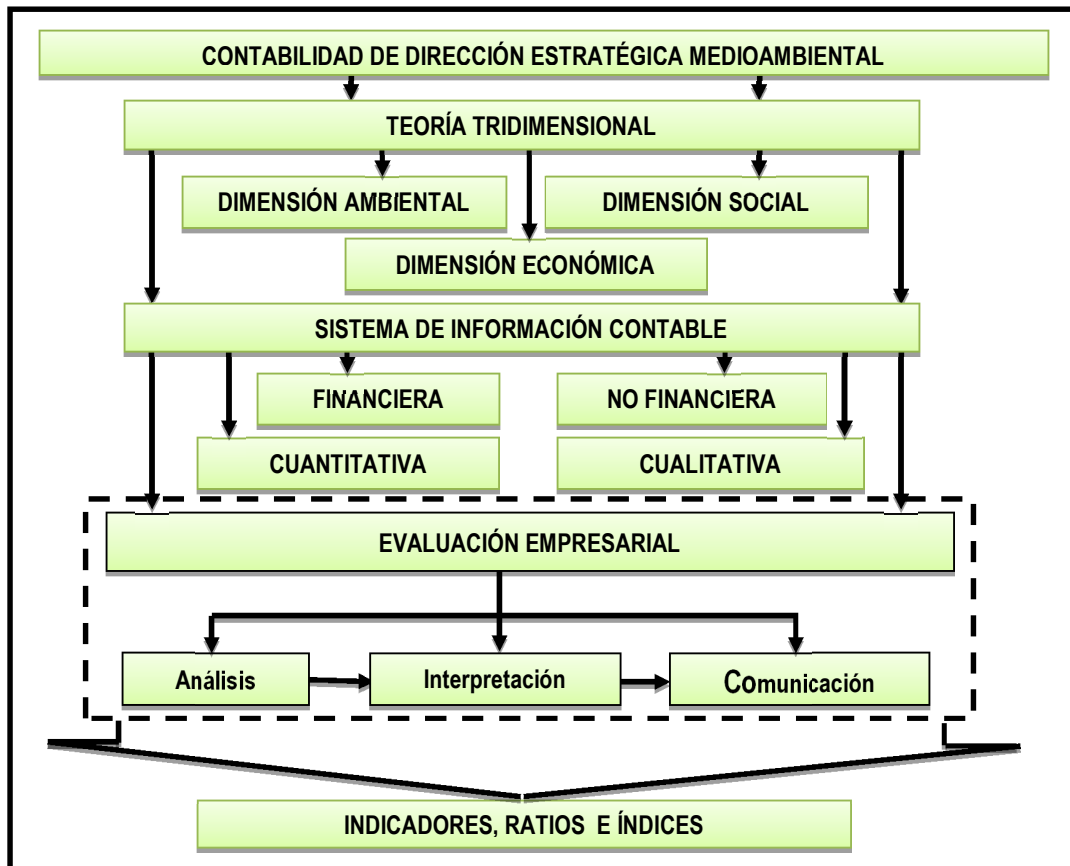 CONTABILIDAD DE DIRECCIÓN ESTRATÉGICA MEDIOAMBIENTAL
TEORÍA TRIDIMENSIONAL
DIMENSIÓN AMBIENTAL
DIMENSIÓN SOCIAL
DIMENSIÓN ECONÓMICA
SISTEMA DE INFORMACIÓN CONTABLE
FINANCIERA
NO FINANCIERA
CUANTITATIVA
CUALITATIVA
EVALUACIÓN EMPRESARIAL
Análisis
Interpretación
Comunicación
INDICADORES, RATIOS E ÍNDICES